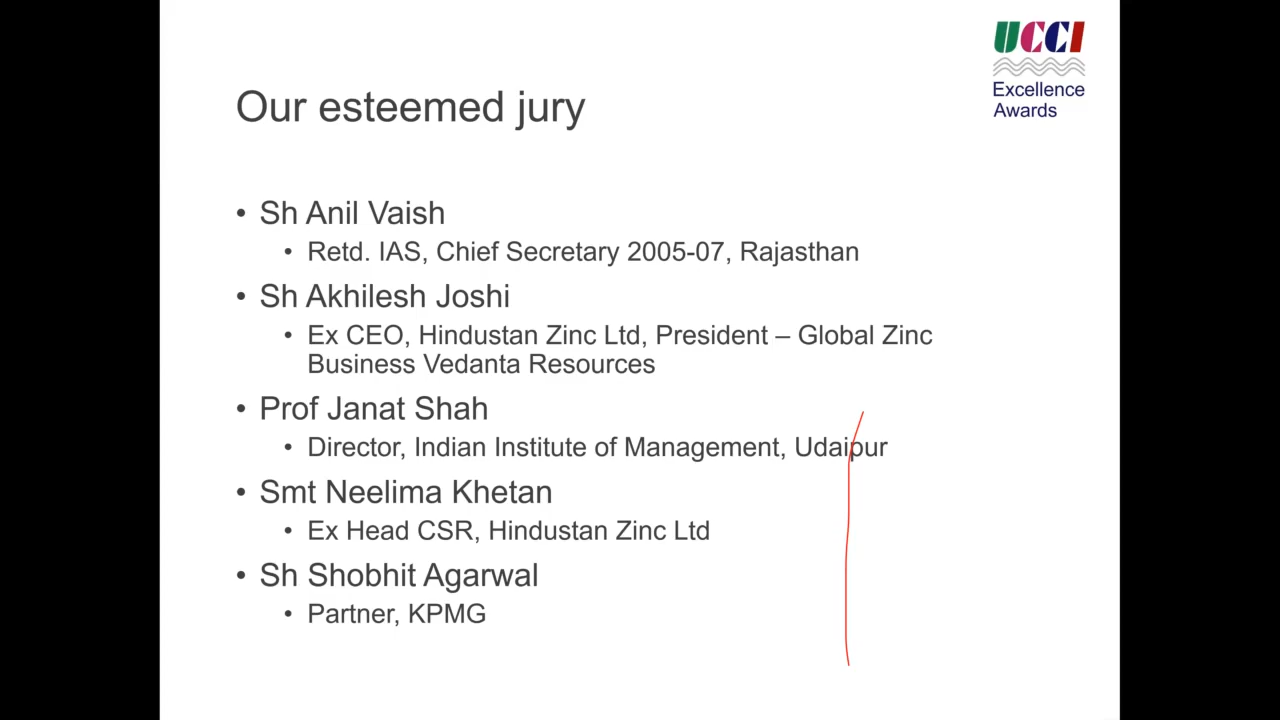 UCCI
Excellence
Awards
Our esteemed jury
• Sh Anil Vaish
• Retd. IAS, Chief Secretary 2005-07, Rajasthan
• Sh Akhilesh Joshi
• Ex CEO, Hindustan Zinc Ltd, President – Global Zinc
Business Vedanta Resources
• Prof Janat Shah
• Director, Indian Institute of Management, Udaipur
• Smt Neelima Khetan
• Ex Head CSR, Hindustan Zinc Ltd
• Sh Shobhit Agarwal
• Partner, KPMG